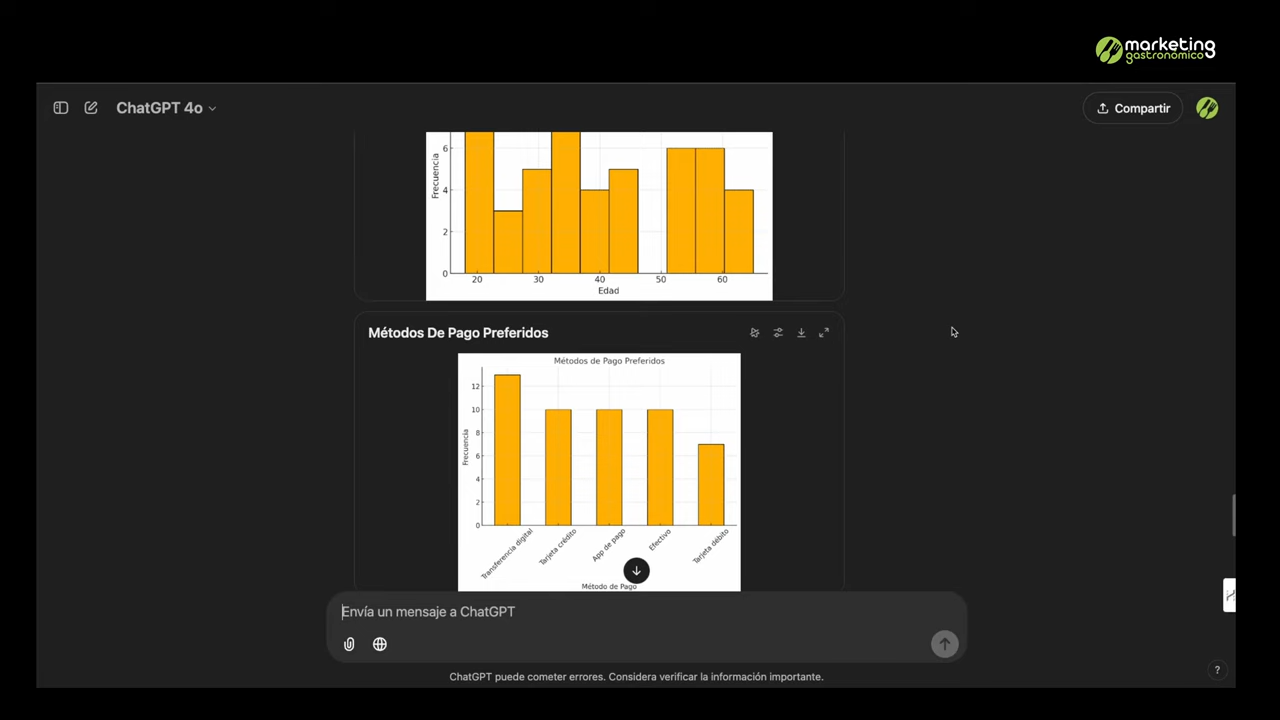 marketing
gastronómico
ChatGPT 4o
Compartir
Frecuencia
6
4
2
0
20 30 40 50 60
Edad
Métodos De Pago Preferidos
Métodos de Pago Preferidos
Frecuencia
12
10
8
6
4
2
0
Transferencia digital
Tarjeta crédito
App de pago
Efectivo
Tarjeta débito
Método de Pago
Envía un mensaje a ChatGPT
ChatGPT puede cometer errores. Considera verificar la información importante.
?